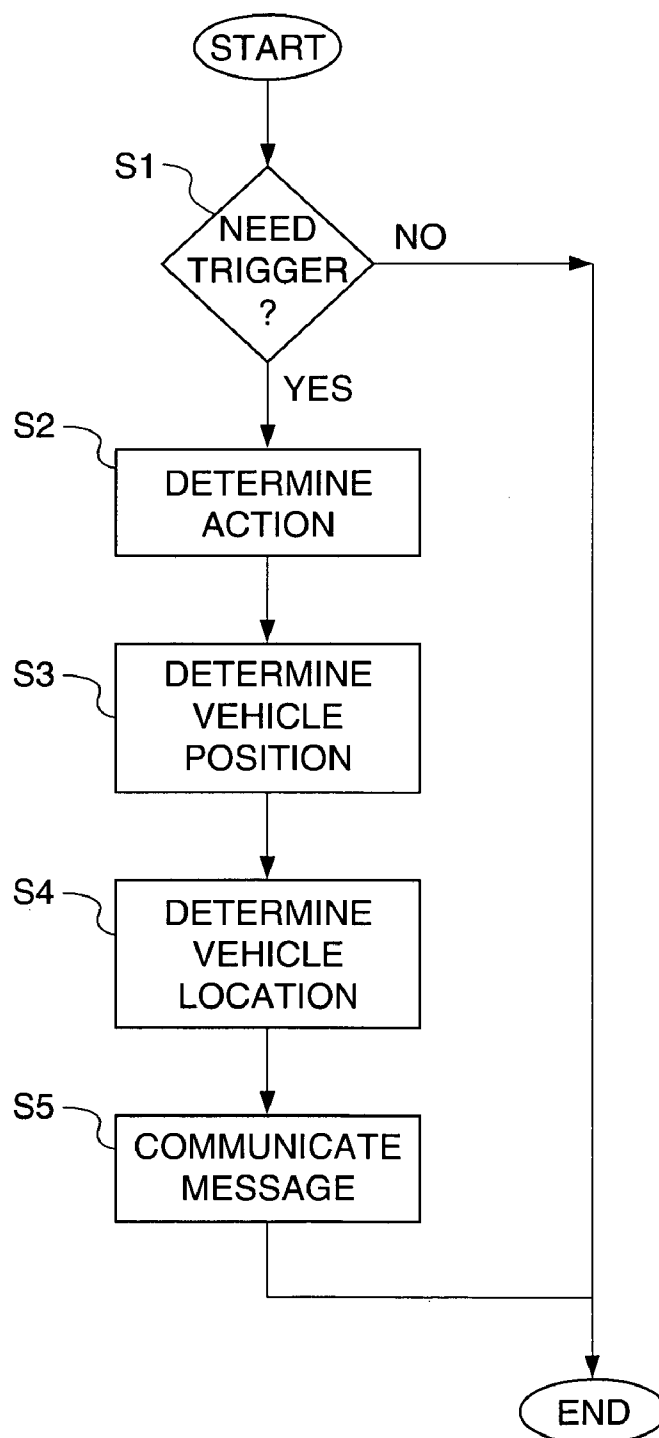 START
S1
NEED
TRIGGER
?
NO
YES
S2
DETERMINE
ACTION
S3
DETERMINE
VEHICLE
POSITION
S4
DETERMINE
VEHICLE
LOCATION
S5
COMMUNICATE
MESSAGE
END